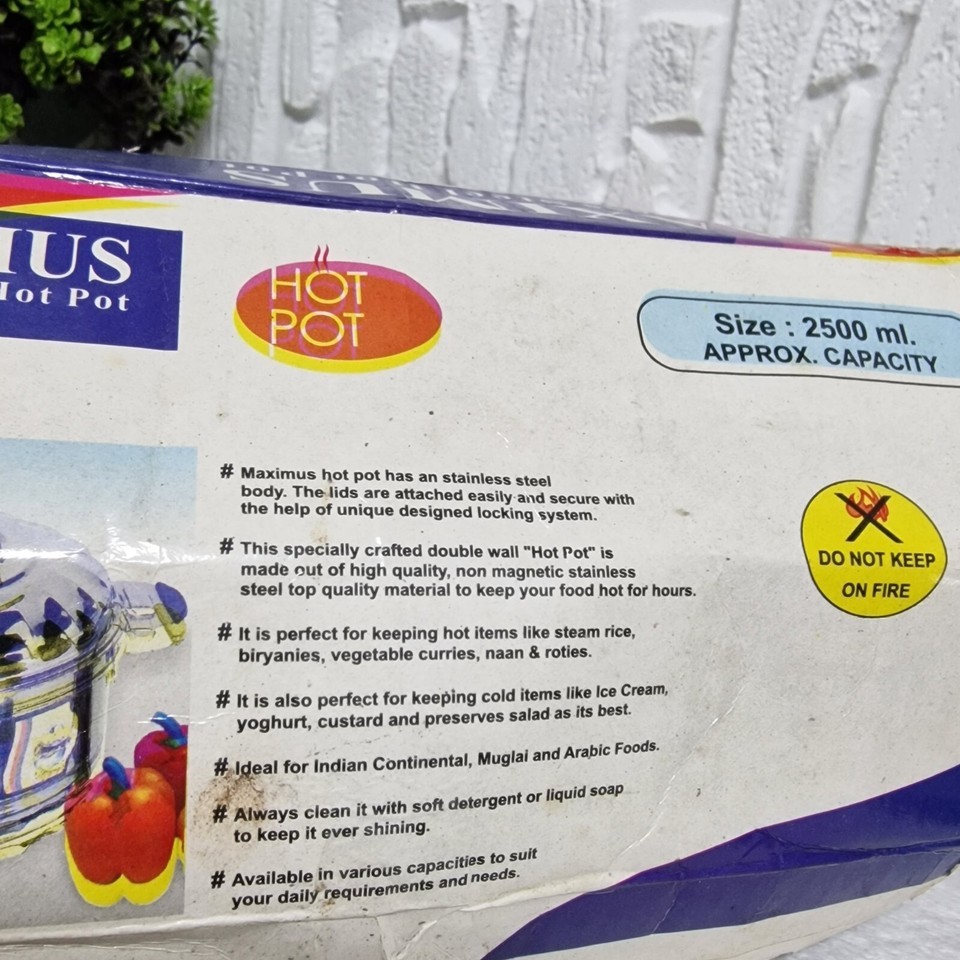 IUS
Hot Pot
HOT
POT
Size : 2500 ml.
APPROX. CAPACITY
# Maximus hot pot has an stainless steel
body. The lids are attached easily and secure with
the help of unique designed locking system.
# This specially crafted double wall "Hot Pot" is
made out of high quality, non magnetic stainless
steel top quality material to keep your food hot for hours.
# It is perfect for keeping hot items like steam rice,
biryanies, vegetable curries, naan & roties.
# It is also perfect for keeping cold items like Ice Cream,
yoghurt, custard and preserves salad as its best.
# Ideal for Indian Continental, Muglai and Arabic Foods.
# Always clean it with soft detergent or liquid soap
to keep it ever shining.
# Available in various capacities to suit
your daily requirements and needs.
DO NOT KEEP
ON FIRE